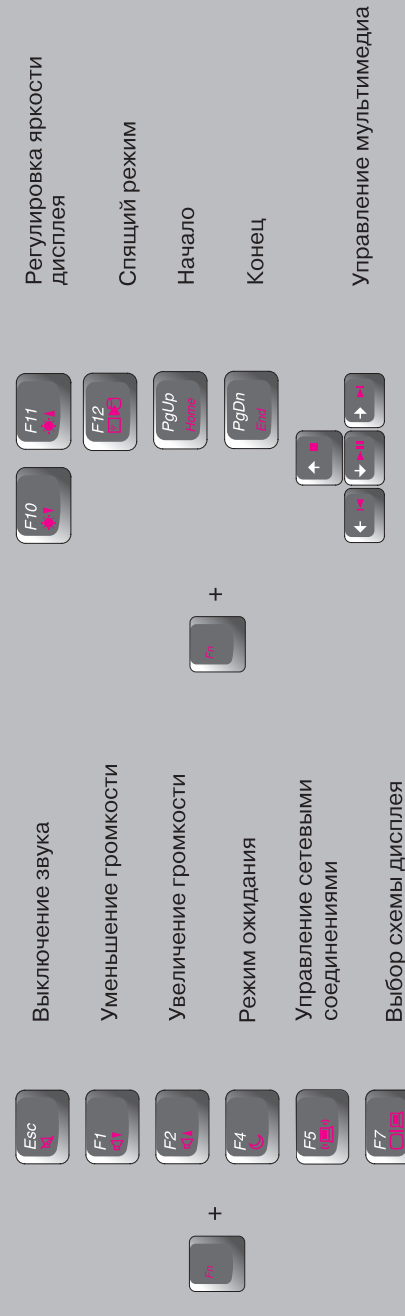 Fn
+
Esc
Выключение звука
F1
Уменьшение громкости
F2
Увеличение громкости
F4
Режим ожидания
F5
Управление сетевыми
соединениями
F7
Выбор схемы дисплея
Fn
+
F10
F11
Регулировка яркости
дисплея
F12
Спящий режим
PgUp
Home
Начало
PgDn
End
Конец
Управление мультимедиа